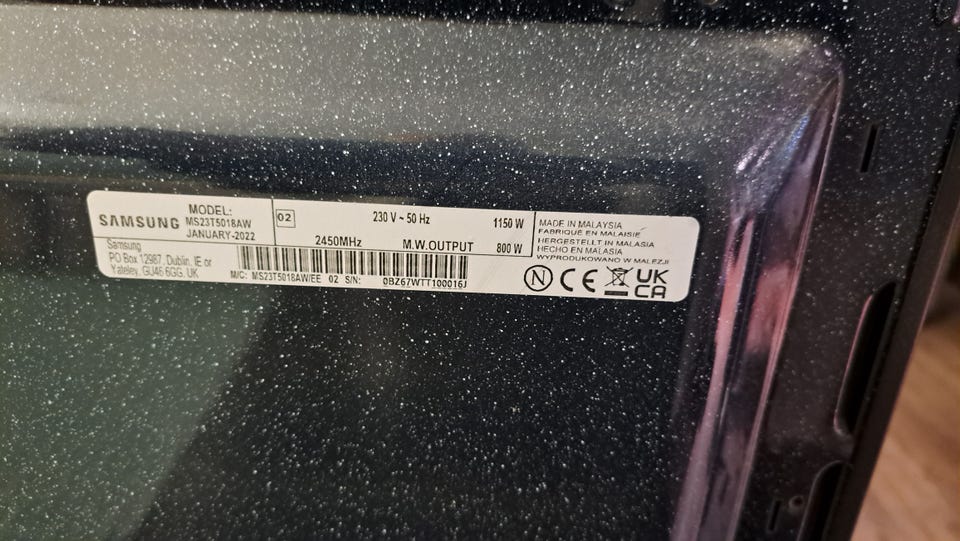 SAMSUNG
MODEL:
MS23T5018AW
JANUARY-2022
Samsung
PO Box 12987, Dublin, IE or
Yateley, GU46 6GG. UK
02
230 V ~ 50 Hz 1150 W
2450MHz M.W.OUTPUT 800 W
M/C: MS23T5018AW/EE 02 S/N: 0BZ67WTT100016J
MADE IN MALAYSIA
FABRIQUÉ EN MALAISIE
HERGESTELLT IN MALAYSIA
HECHO EN MALASIA
WYPRODUKOWANO W MALEZJI
N CE UK
CA